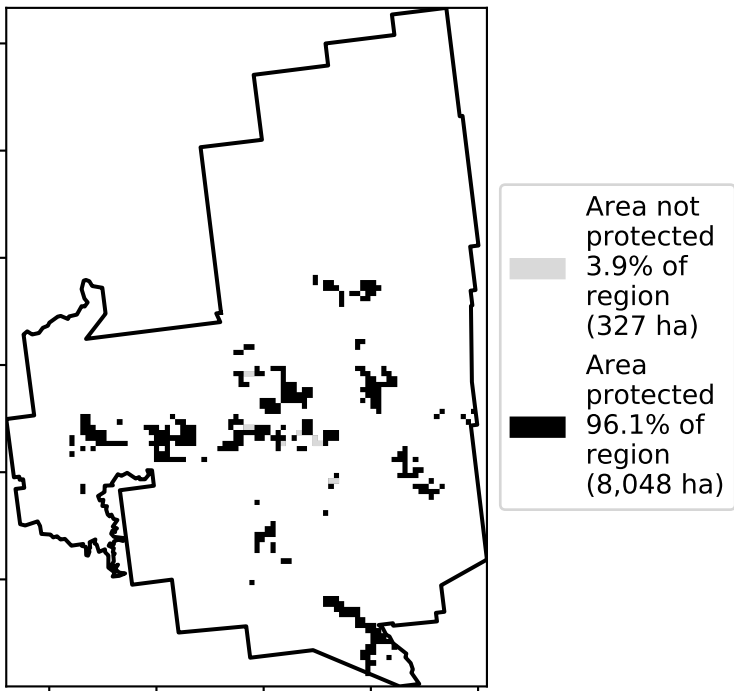 Area not
protected
3.9% of
region
(327 ha)
Area
protected
96.1% of
region
(8,048 ha)